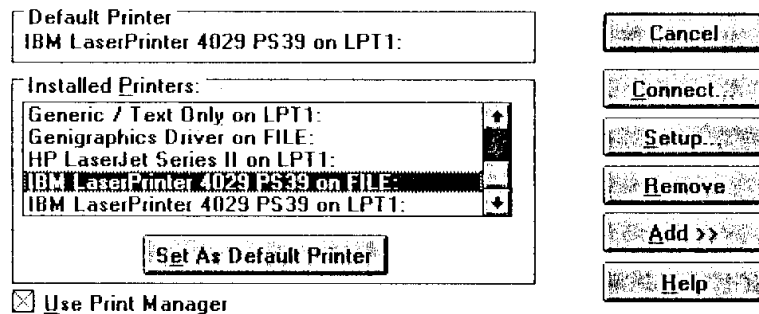 Default Printer
IBM LaserPrinter 4029 PS39 on LPT1:
Installed Printers:
Generic / Text Only on LPT1:
Genigraphics Driver on FILE:
HP LaserJet Series II on LPT1:
IBM LaserPrinter 4029 PS39 on FILE:
IBM LaserPrinter 4029 PS39 on LPT1:
Set As Default Printer
Use Print Manager
Cancel
Connect...
Setup...
Remove
Add >>
Help